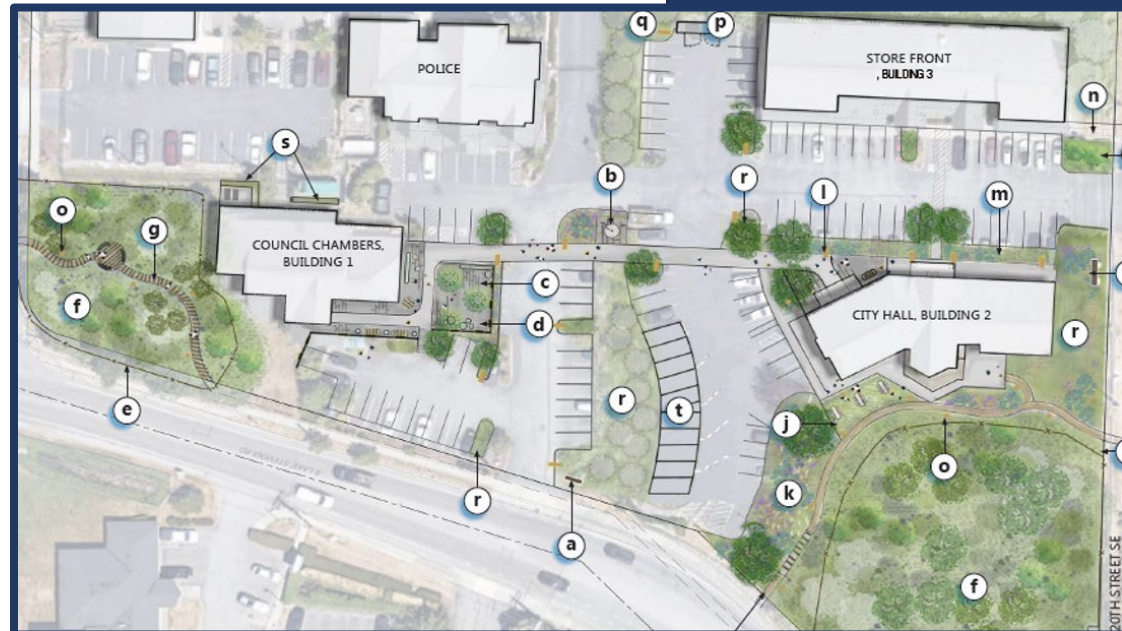 q
p
POLICE
STORE FRONT
, BUILDING 3
n
s
b
r
l
m
o
g
COUNCIL CHAMBERS,
BUILDING 1
c
d
f
CITY HALL, BUILDING 2
r
e
r
t
j
o
k
r
a
f
20TH STREET SE